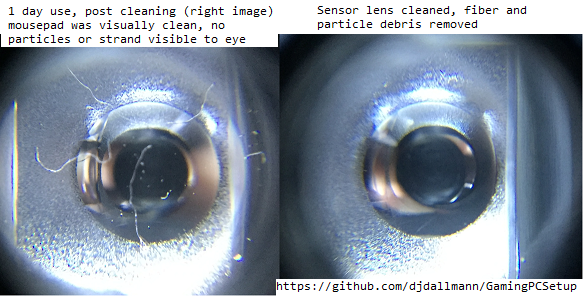 1 day use, post cleaning (right image)
mousepad was visually clean, no
particles or strand visible to eye
Sensor lens cleaned, fiber and
particle debris removed
https://github.com/djdallmann/GamingPCSetup